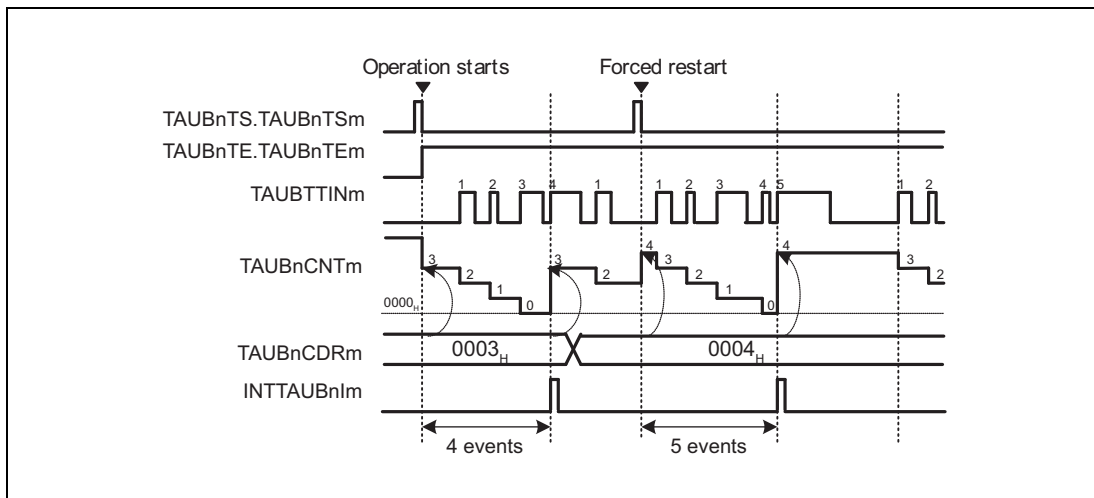 Operation starts Forced restart
TAUBnTS.TAUBnTSm
TAUBnTE.TAUBnTEm
1 2 3 4 1 1 2 3 4 5 1 2
TAUBTTINm
4 4
3 3 3 3
TAUBnCNTm
2 2 2 2
1 1
0000H 0 0
TAUBnCDRm 0003H 0004H
INTTAUBnIm
4 events 5 events